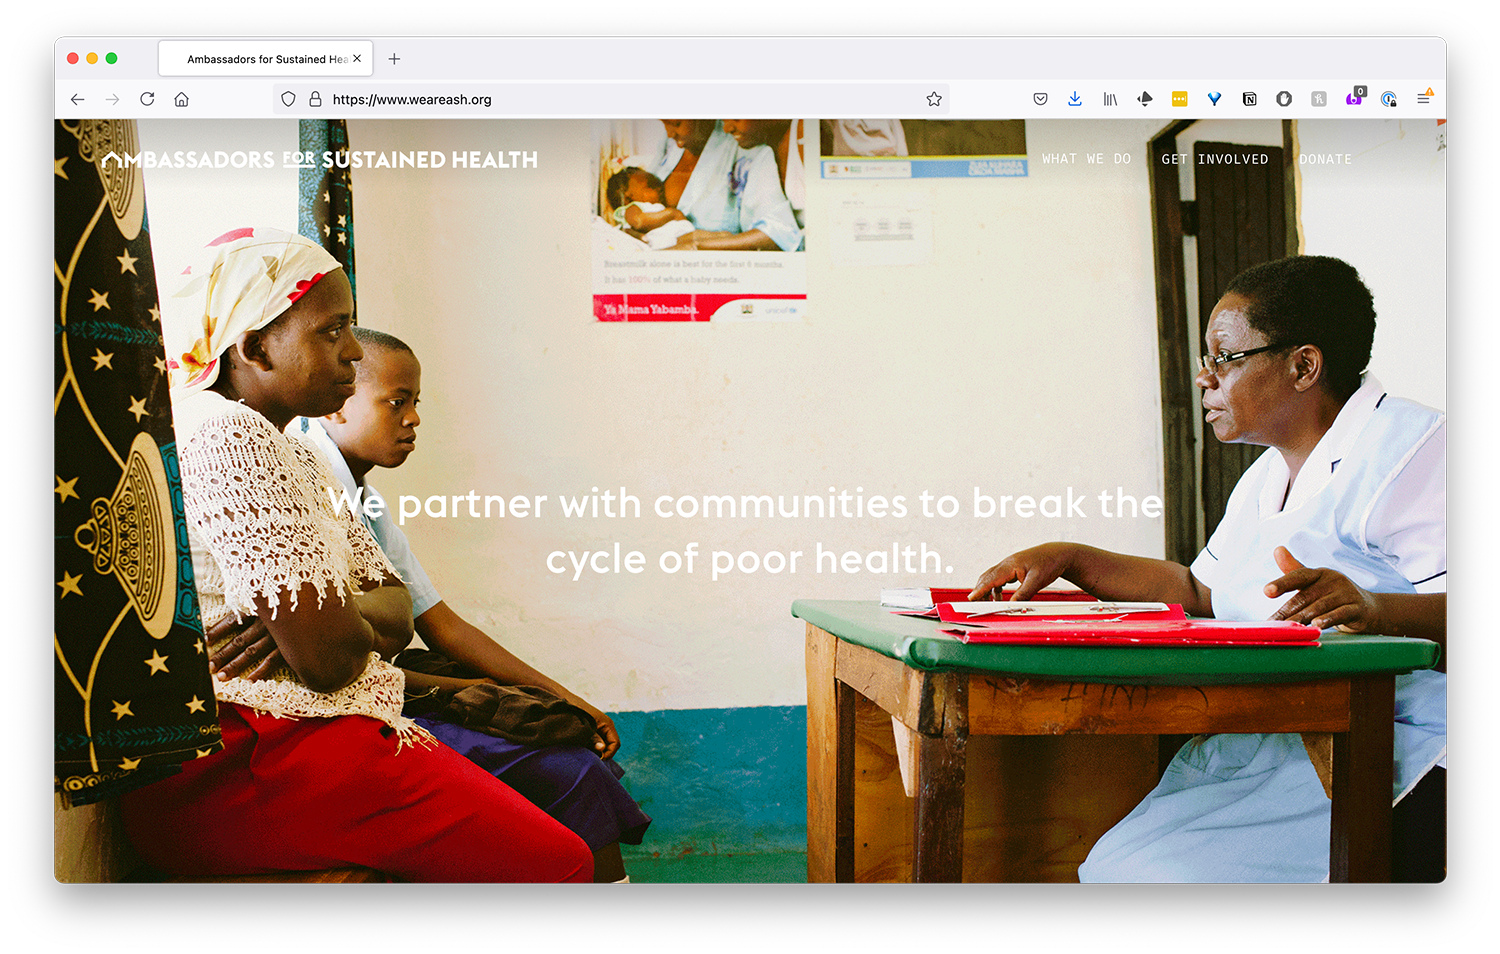 Ambassadors for Sustained Hea
https://www.weareash.org
0
AMBASSADORS FOR SUSTAINED HEALTH
WHAT WE DO
GET INVOLVED
DONATE
Breastmilk alone is best for the first 6 months.
It has 100% of what a baby needs.
Ya Mama Yabamba.
unicef
We partner with communities to break the
cycle of poor health.